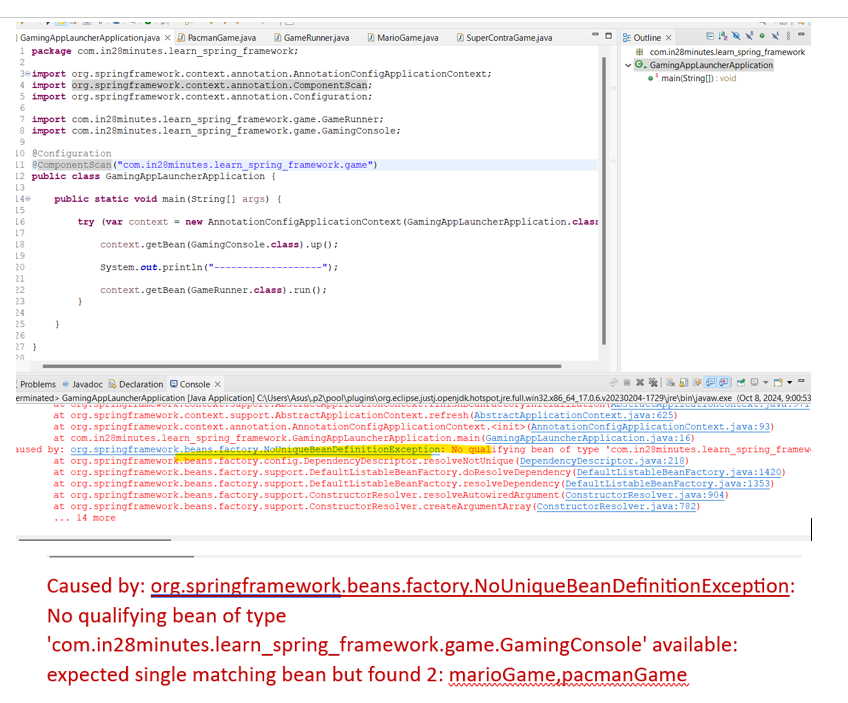 GamingAppLauncherApplication.java
PacmanGame.java
GameRunner.java
MarioGame.java
SuperContraGame.java
Outline
1 package com.in28minutes.learn_spring_framework;
2
3 import org.springframework.context.annotation.AnnotationConfigApplicationContext;
4 import org.springframework.context.annotation.ComponentScan;
5 import org.springframework.context.annotation.Configuration;
6
7 import com.in28minutes.learn_spring_framework.game.GameRunner;
8 import com.in28minutes.learn_spring_framework.game.GamingConsole;
9
10 @Configuration
11 @ComponentScan("com.in28minutes.learn_spring_framework.game")
12 public class GamingAppLauncherApplication {
13
14 public static void main(String[] args) {
15
16 try (var context = new AnnotationConfigApplicationContext(GamingAppLauncherApplication.clas
17
18 context.getBean(GamingConsole.class).up();
19
20 System.out.println("-------------------");
21
22 context.getBean(GameRunner.class).run();
23 }
24
25 }
26
27 }
28
com.in28minutes.learn_spring_framework
GamingAppLauncherApplication
main(String[]) : void
Problems Javadoc Declaration Console
erminated> GamingAppLauncherApplication [Java Application] C:\Users\Asus\.p2\pool\plugins\org.eclipse.justj.openjdk.hotspot.jre.full.win32.x86_64_17.0.6.v20230204-1729\jre\bin\javaw.exe (Oct 8, 2024, 9:00:53
at org.springframework.context.support.AbstractApplicationContext.refresh(AbstractApplicationContext.java:625)
at org.springframework.context.annotation.AnnotationConfigApplicationContext.<init>(AnnotationConfigApplicationContext.java:93)
at com.in28minutes.learn_spring_framework.GamingAppLauncherApplication.main(GamingAppLauncherApplication.java:16)
aused by: org.springframework.beans.factory.NoUniqueBeanDefinitionException: No qualifying bean of type 'com.in28minutes.learn_spring_framew
at org.springframework.beans.factory.config.DependencyDescriptor.resolveNotUnique(DependencyDescriptor.java:218)
at org.springframework.beans.factory.support.DefaultListableBeanFactory.doResolveDependency(DefaultListableBeanFactory.java:1420)
at org.springframework.beans.factory.support.DefaultListableBeanFactory.resolveDependency(DefaultListableBeanFactory.java:1353)
at org.springframework.beans.factory.support.ConstructorResolver.resolveAutowiredArgument(ConstructorResolver.java:904)
at org.springframework.beans.factory.support.ConstructorResolver.createArgumentArray(ConstructorResolver.java:782)
... 14 more
Caused by: org.springframework.beans.factory.NoUniqueBeanDefinitionException:
No qualifying bean of type
'com.in28minutes.learn_spring_framework.game.GamingConsole' available:
expected single matching bean but found 2: marioGame,pacmanGame